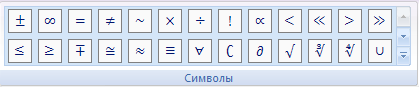 ± ∞ = ≠ ~ × ÷ ! ∝ < ≪ > ≫
≤ ≥ ∓ ≅ ≈ ≡ ∀ ∁ ∂ √ ∛ ∜ ∪
Символы